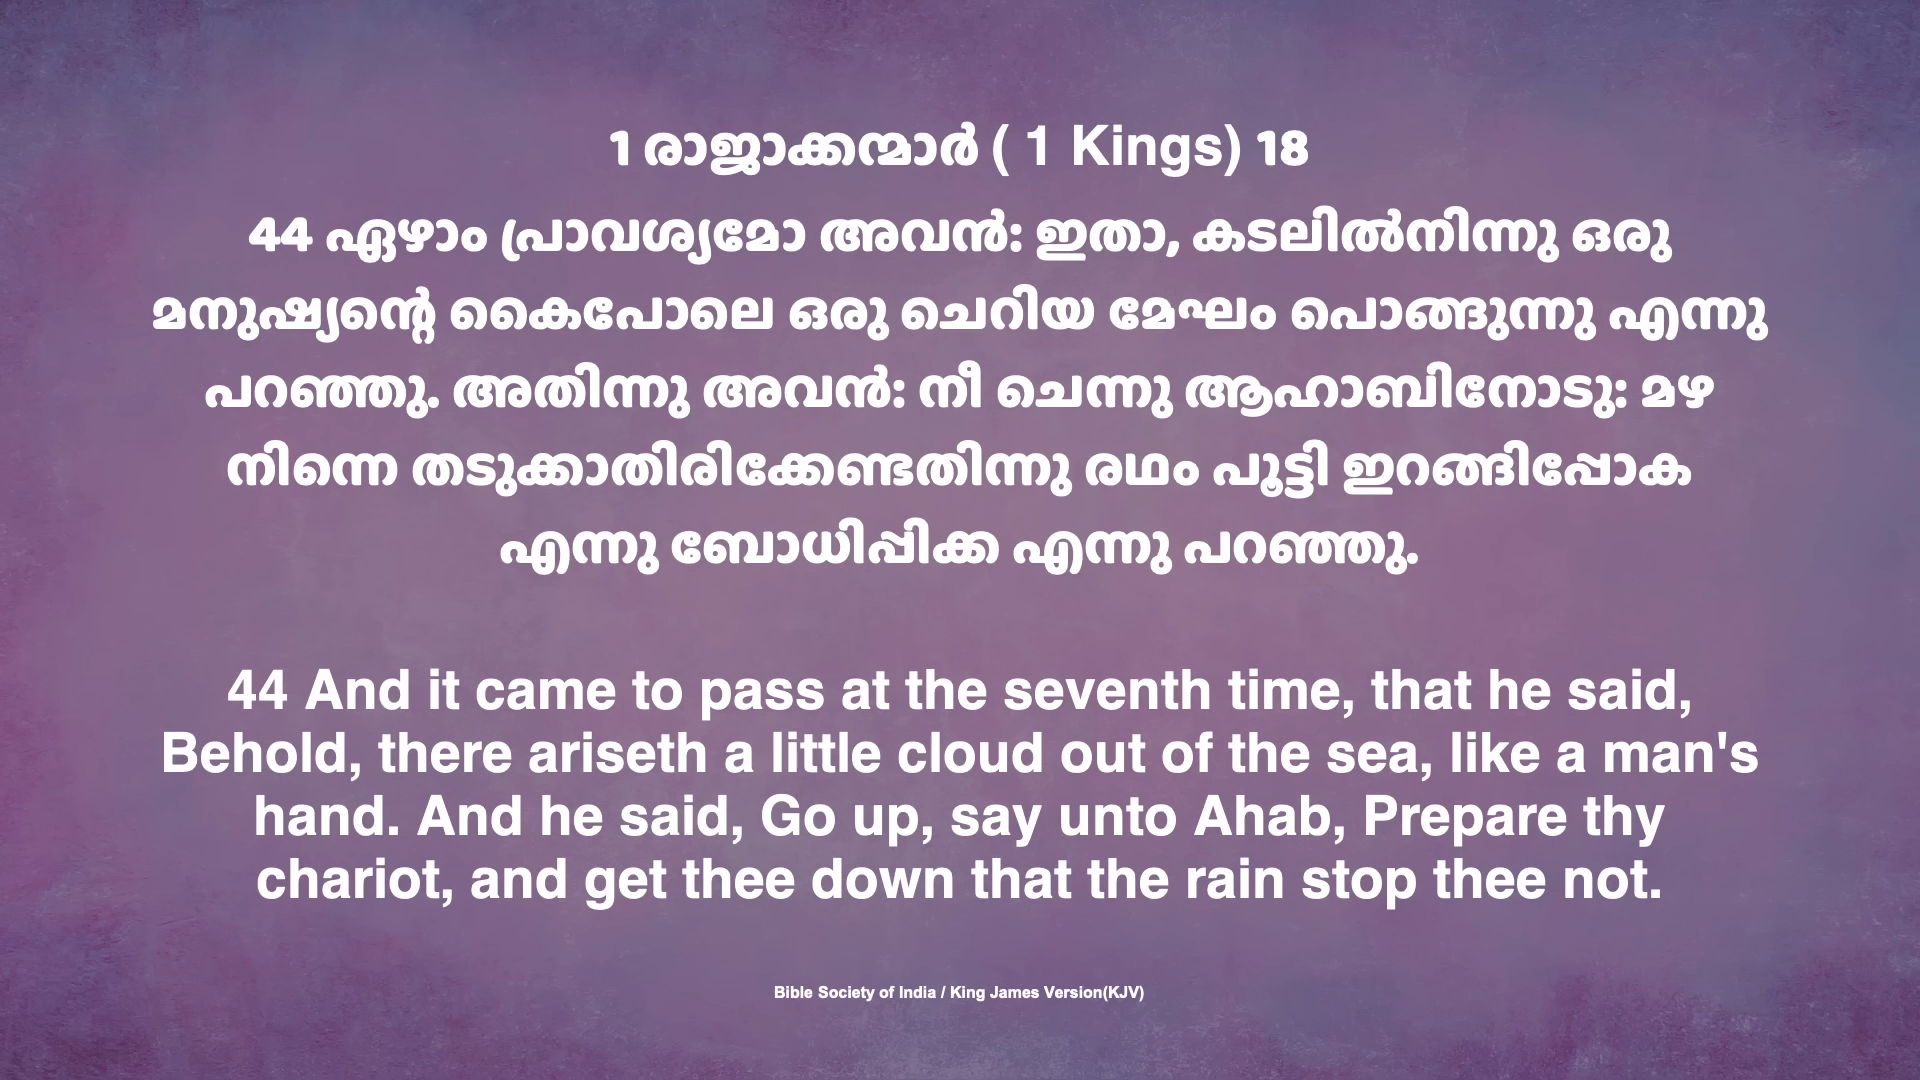 1 രാജാക്കന്മാർ ( 1 Kings) 18
44 ഏഴാം പ്രാവശ്യമോ അവൻ: ഇതാ, കടലിൽനിന്നു ഒരു
മനുഷ്യന്റെ കൈപോലെ ഒരു ചെറിയ മേഘം പൊങ്ങുന്നു എന്നു
പറഞ്ഞു. അതിന്നു അവൻ: നീ ചെന്നു ആഹാബിനോടു: മഴ
നിന്നെ തടുക്കാതിരിക്കേണ്ടതിന്നു രഥം പൂട്ടി ഇറങ്ങിപ്പോക
എന്നു ബോധിപ്പിക്ക എന്നു പറഞ്ഞു.
44 And it came to pass at the seventh time, that he said,
Behold, there ariseth a little cloud out of the sea, like a man's
hand. And he said, Go up, say unto Ahab, Prepare thy
chariot, and get thee down that the rain stop thee not.
Bible Society of India / King James Version(KJV)